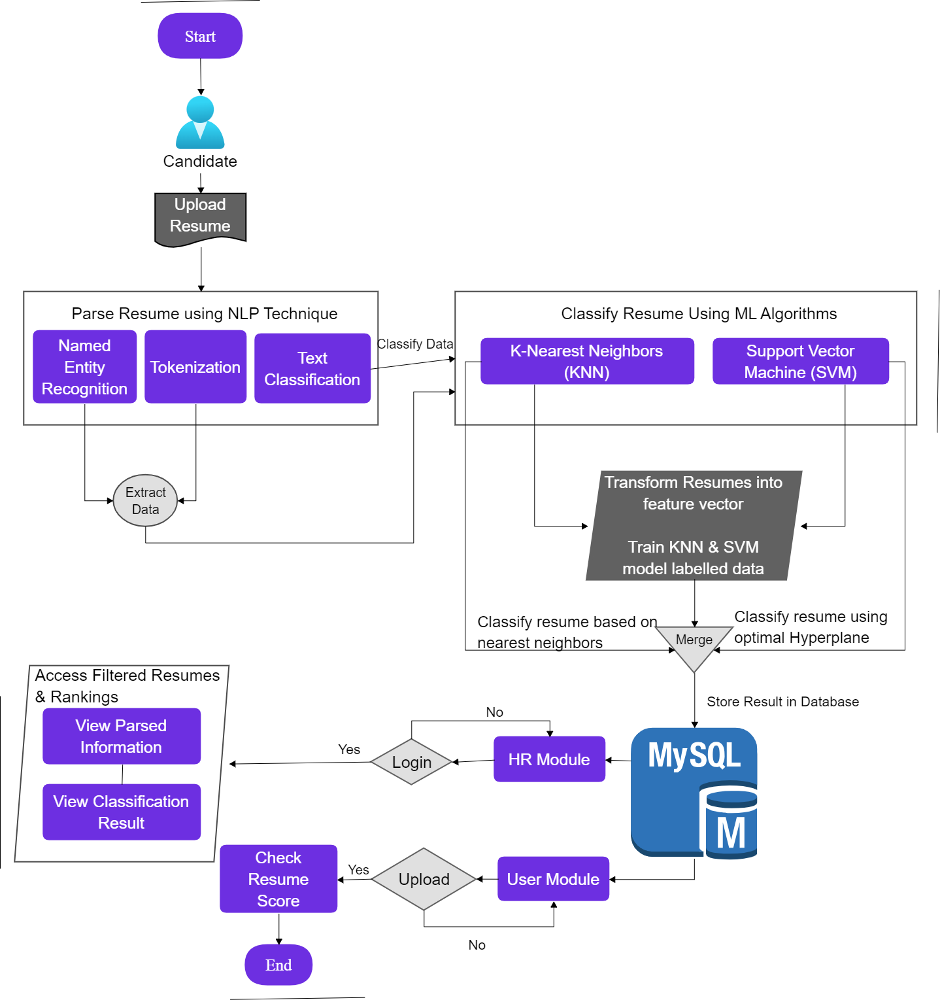 Start
Candidate
Upload
Resume
Parse Resume using NLP Technique
Named
Entity
Recognition
Tokenization
Text
Classification
Classify Data
Classify Resume Using ML Algorithms
K-Nearest Neighbors
(KNN)
Support Vector
Machine (SVM)
Extract
Data
Transform Resumes into
feature vector
Train KNN & SVM
model labelled data
Classify resume based on
nearest neighbors
Merge
Classify resume using
optimal Hyperplane
Store Result in Database
MySQL
M
HR Module
No
Login
Yes
Access Filtered Resumes
& Rankings
View Parsed
Information
View Classification
Result
User Module
Upload
No
Yes
Check
Resume
Score
End